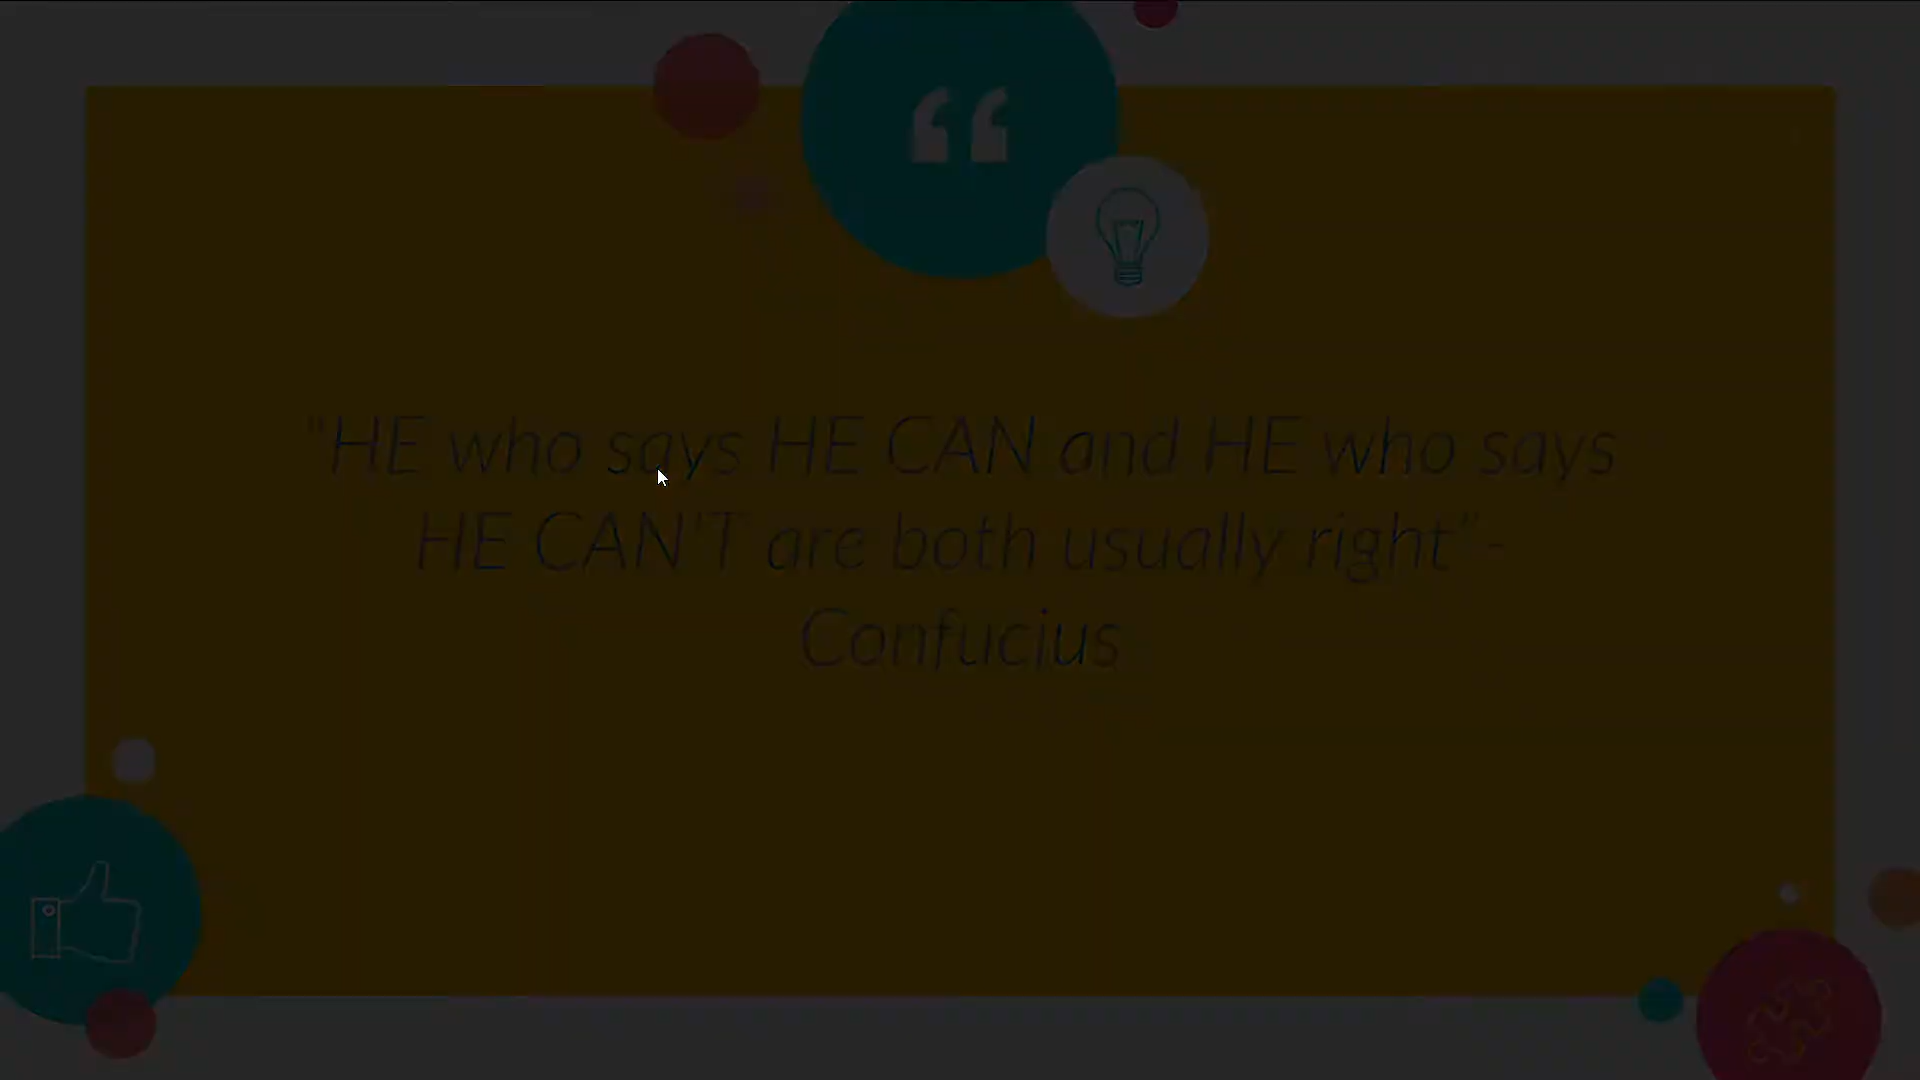 “
"HE who says HE CAN and HE who says
HE CAN'T are both usually right" -
Confucius